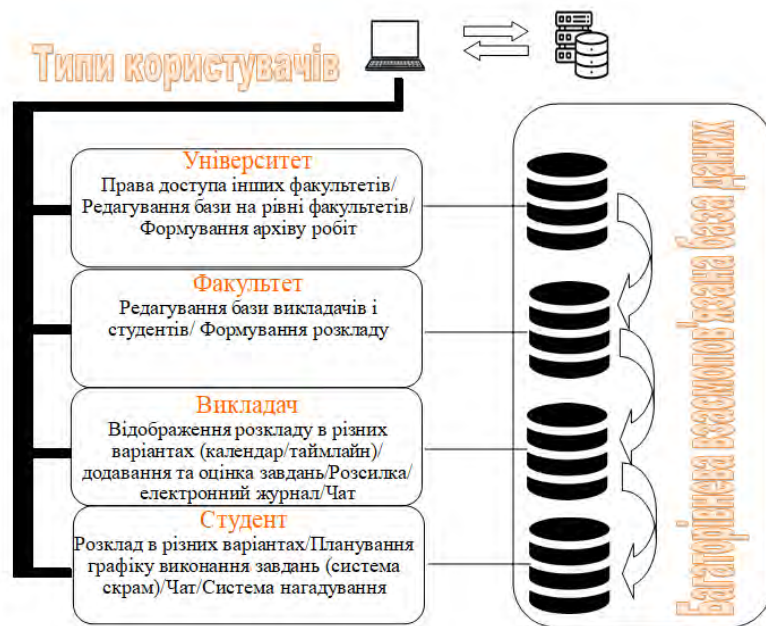 Типи користувачів
Університет
Права доступа інших факультетів/
Редагування бази на рівні факультетів/
Формування архіву робіт
Факультет
Редагування бази викладачів і
студентів/ Формування розкладу
Викладач
Відображення розкладу в різних
варіантах (календар/таймлайн)/
додавання та оцінка завдань/Розсилка/
електронний журнал/Чат
Студент
Розклад в різних варіантах/Планування
графіку виконання завдань (система
скрам)/Чат/Система нагадування
Багаторівнева взаємопов'язана база даних